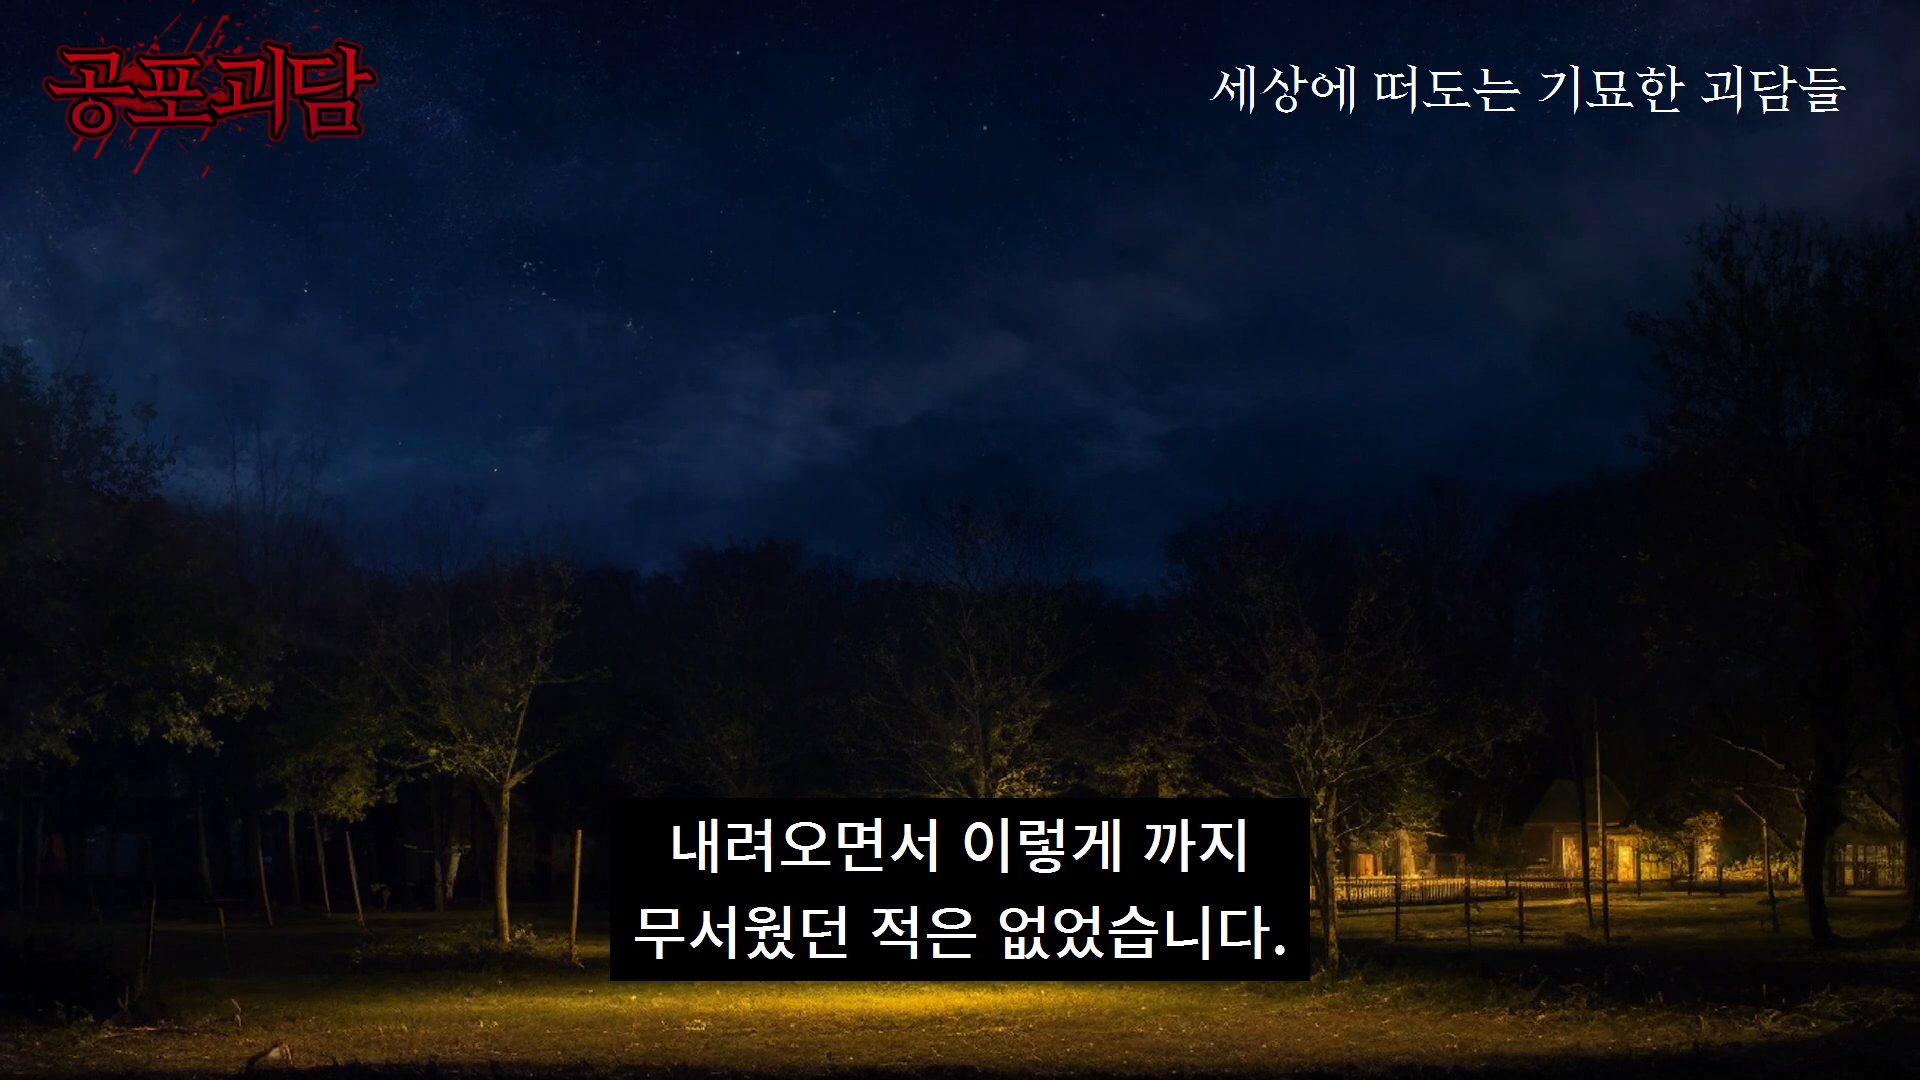 공포괴담
세상에 떠도는 기묘한 괴담들
내려오면서 이렇게 까지
무서웠던 적은 없었습니다.